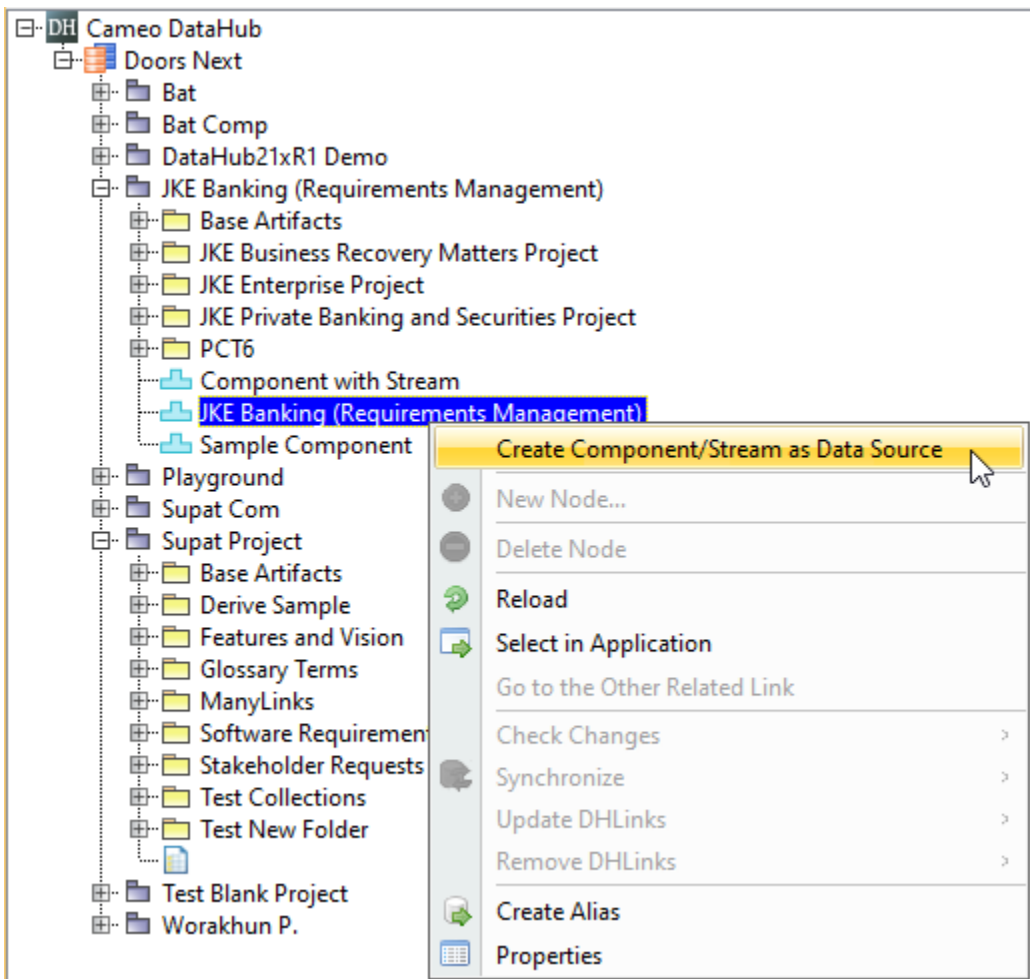 DH Cameo DataHub
Doors Next
Bat
Bat Comp
DataHub21xR1 Demo
JKE Banking (Requirements Management)
Base Artifacts
JKE Business Recovery Matters Project
JKE Enterprise Project
JKE Private Banking and Securities Project
PCT6
Component with Stream
JKE Banking (Requirements Management)
Sample Component
Playground
Supat Com
Supat Project
Base Artifacts
Derive Sample
Features and Vision
Glossary Terms
ManyLinks
Software Requiremen
Stakeholder Requests
Test Collections
Test New Folder
Test Blank Project
Worakhun P.
Create Component/Stream as Data Source
New Node...
Delete Node
Reload
Select in Application
Go to the Other Related Link
Check Changes
Synchronize
Update DHLinks
Remove DHLinks
Create Alias
Properties